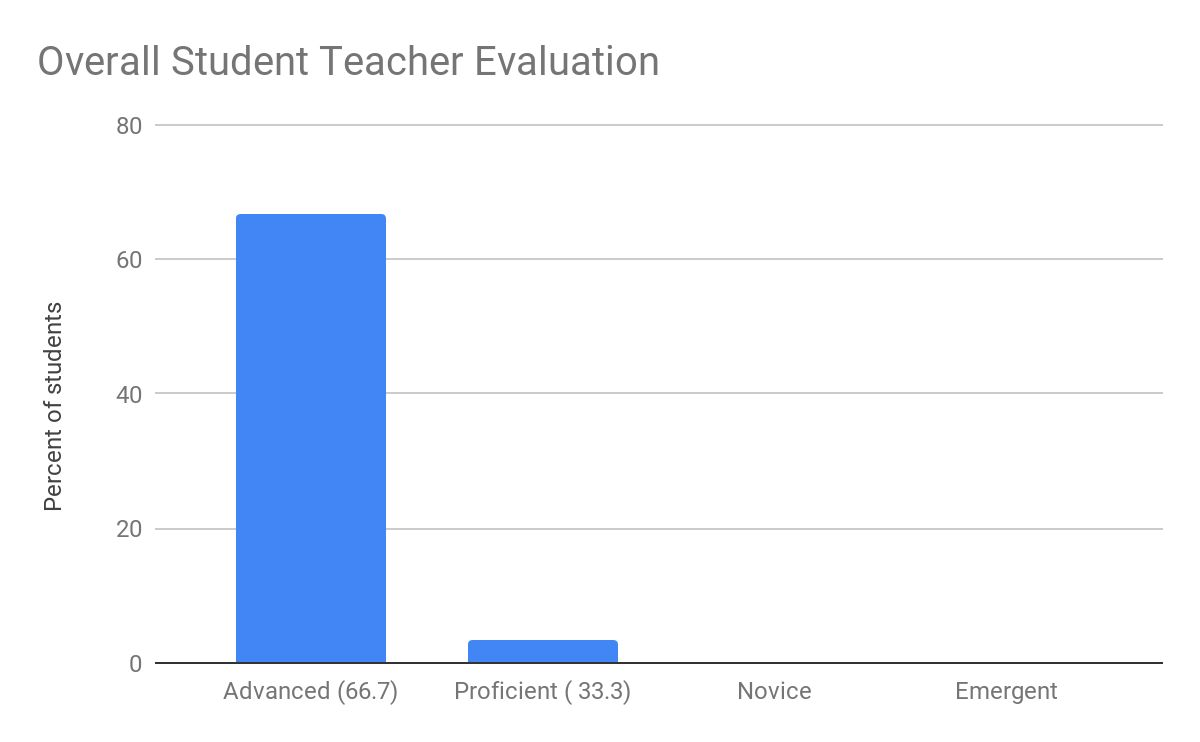 Overall Student Teacher Evaluation
80
60
40
20
0
Percent of students
Advanced (66.7)
Proficient ( 33.3)
Novice
Emergent